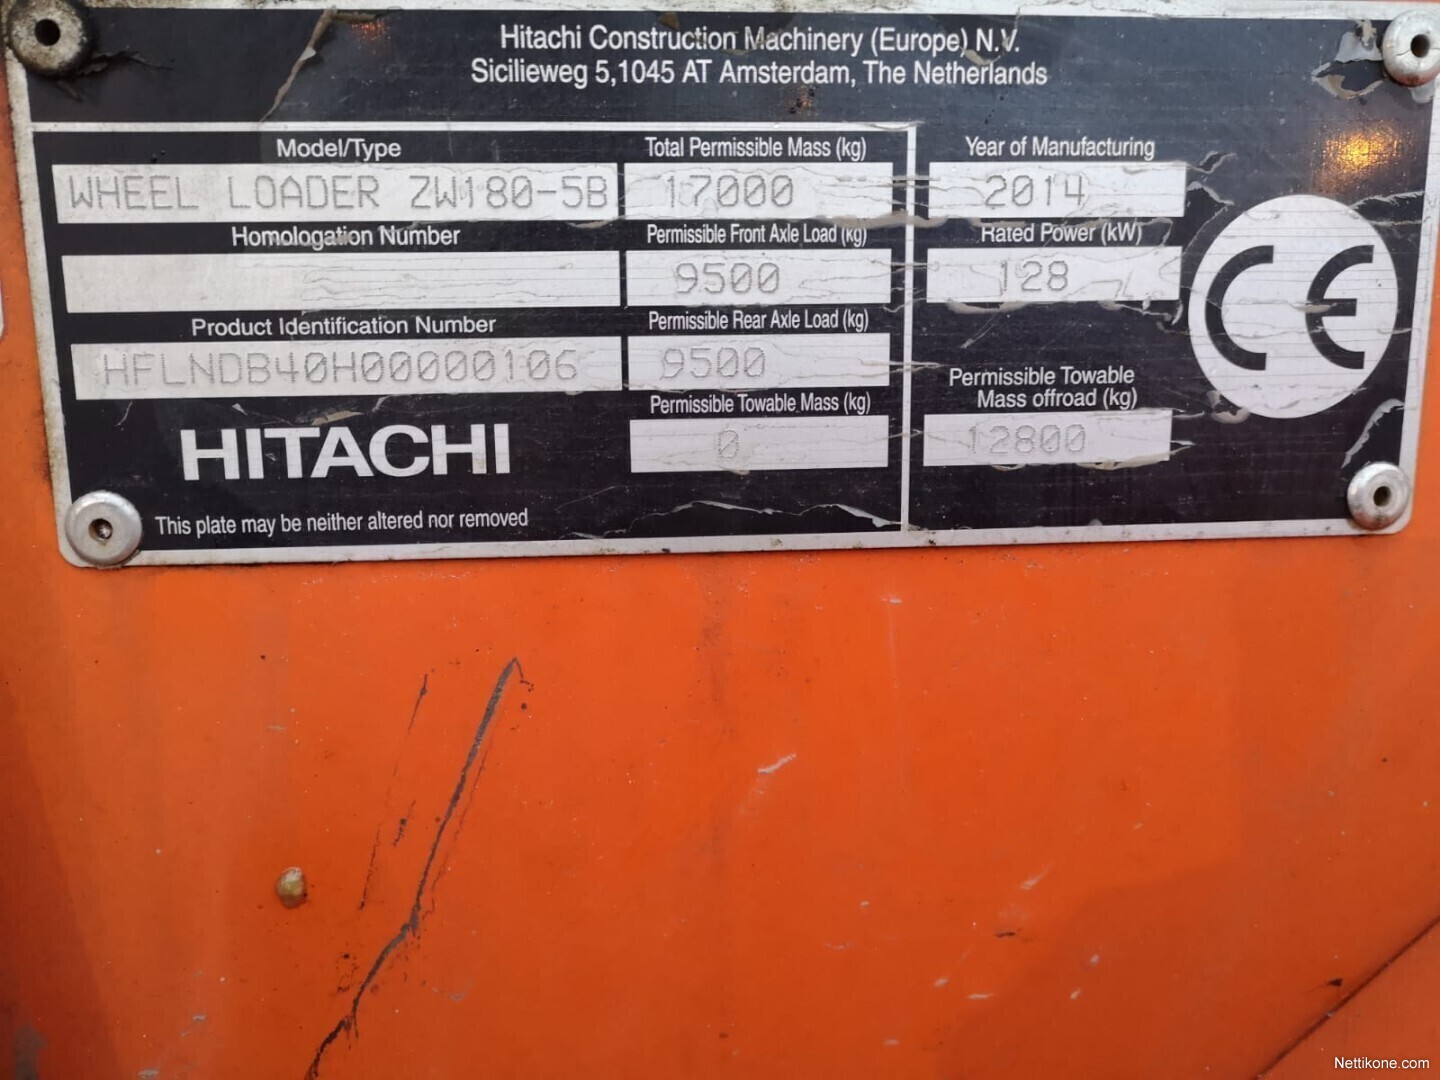 Hitachi Construction Machinery (Europe) N.V.
Sicilieweg 5,1045 AT Amsterdam, The Netherlands
Model/Type
WHEEL LOADER ZW180-5B
Homologation Number
Product Identification Number
HFLNDB40H00000106
HITACHI
This plate may be neither altered nor removed
Total Permissible Mass (kg)
17000
Permissible Front Axle Load (kg)
9500
Permissible Rear Axle Load (kg)
9500
Permissible Towable Mass (kg)
0
Year of Manufacturing
2014
Rated Power (kW)
128
Permissible Towable
Mass offroad (kg)
12800
CE
Nettikone.com